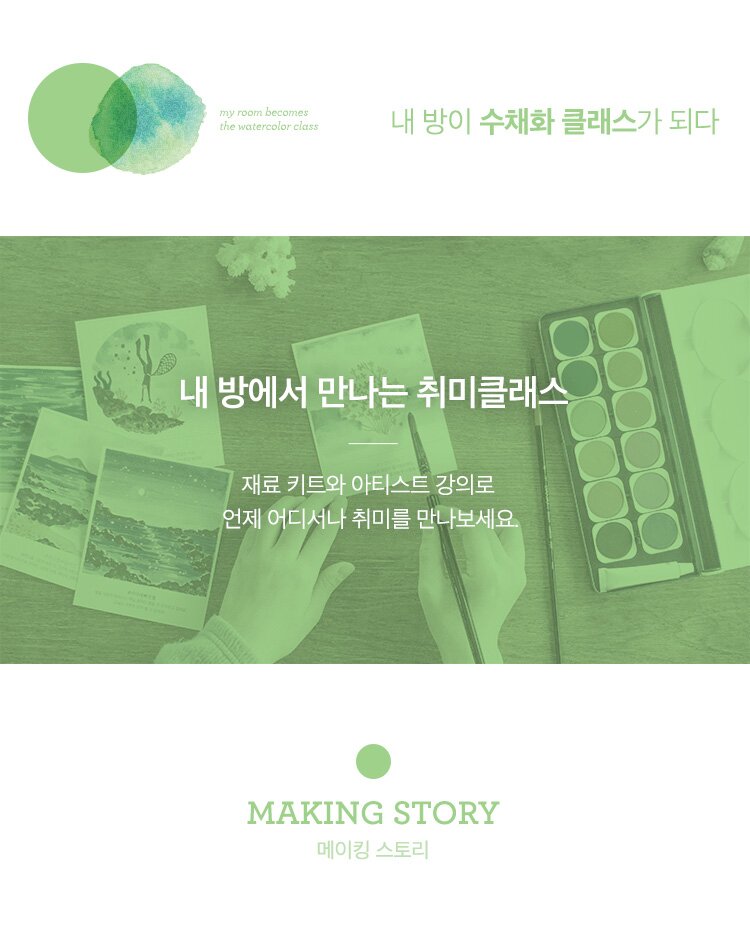 my room becomes
the watercolor class
내 방이 수채화 클래스가 되다
내 방에서 만나는 취미클래스
재료 키트와 아티스트 강의로
언제 어디서나 취미를 만나보세요.
MAKING STORY
메이킹 스토리